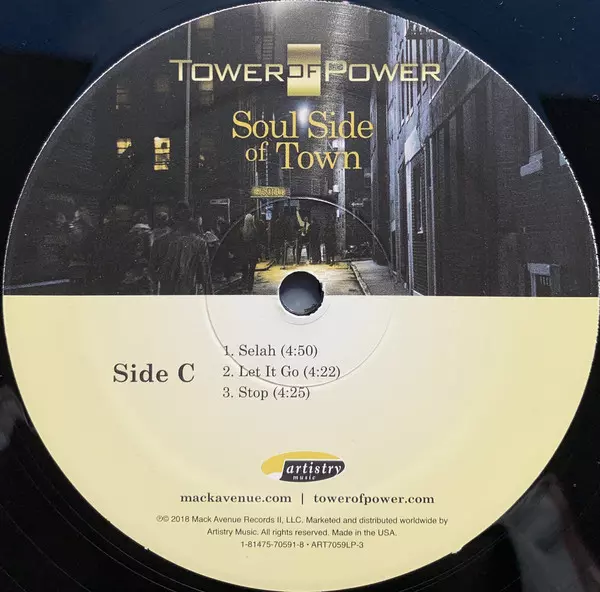 TOWER OF POWER
Soul Side
of Town
Side C
1. Selah (4:50)
2. Let It Go (4:22)
3. Stop (4:25)
artistry
music
mackavenue.com | towerofpower.com
℗© 2018 Mack Avenue Records II, LLC. Marketed and distributed worldwide by
Artistry Music. All rights reserved. Made in the USA.
1-81475-70591-8 • ART7059LP-3